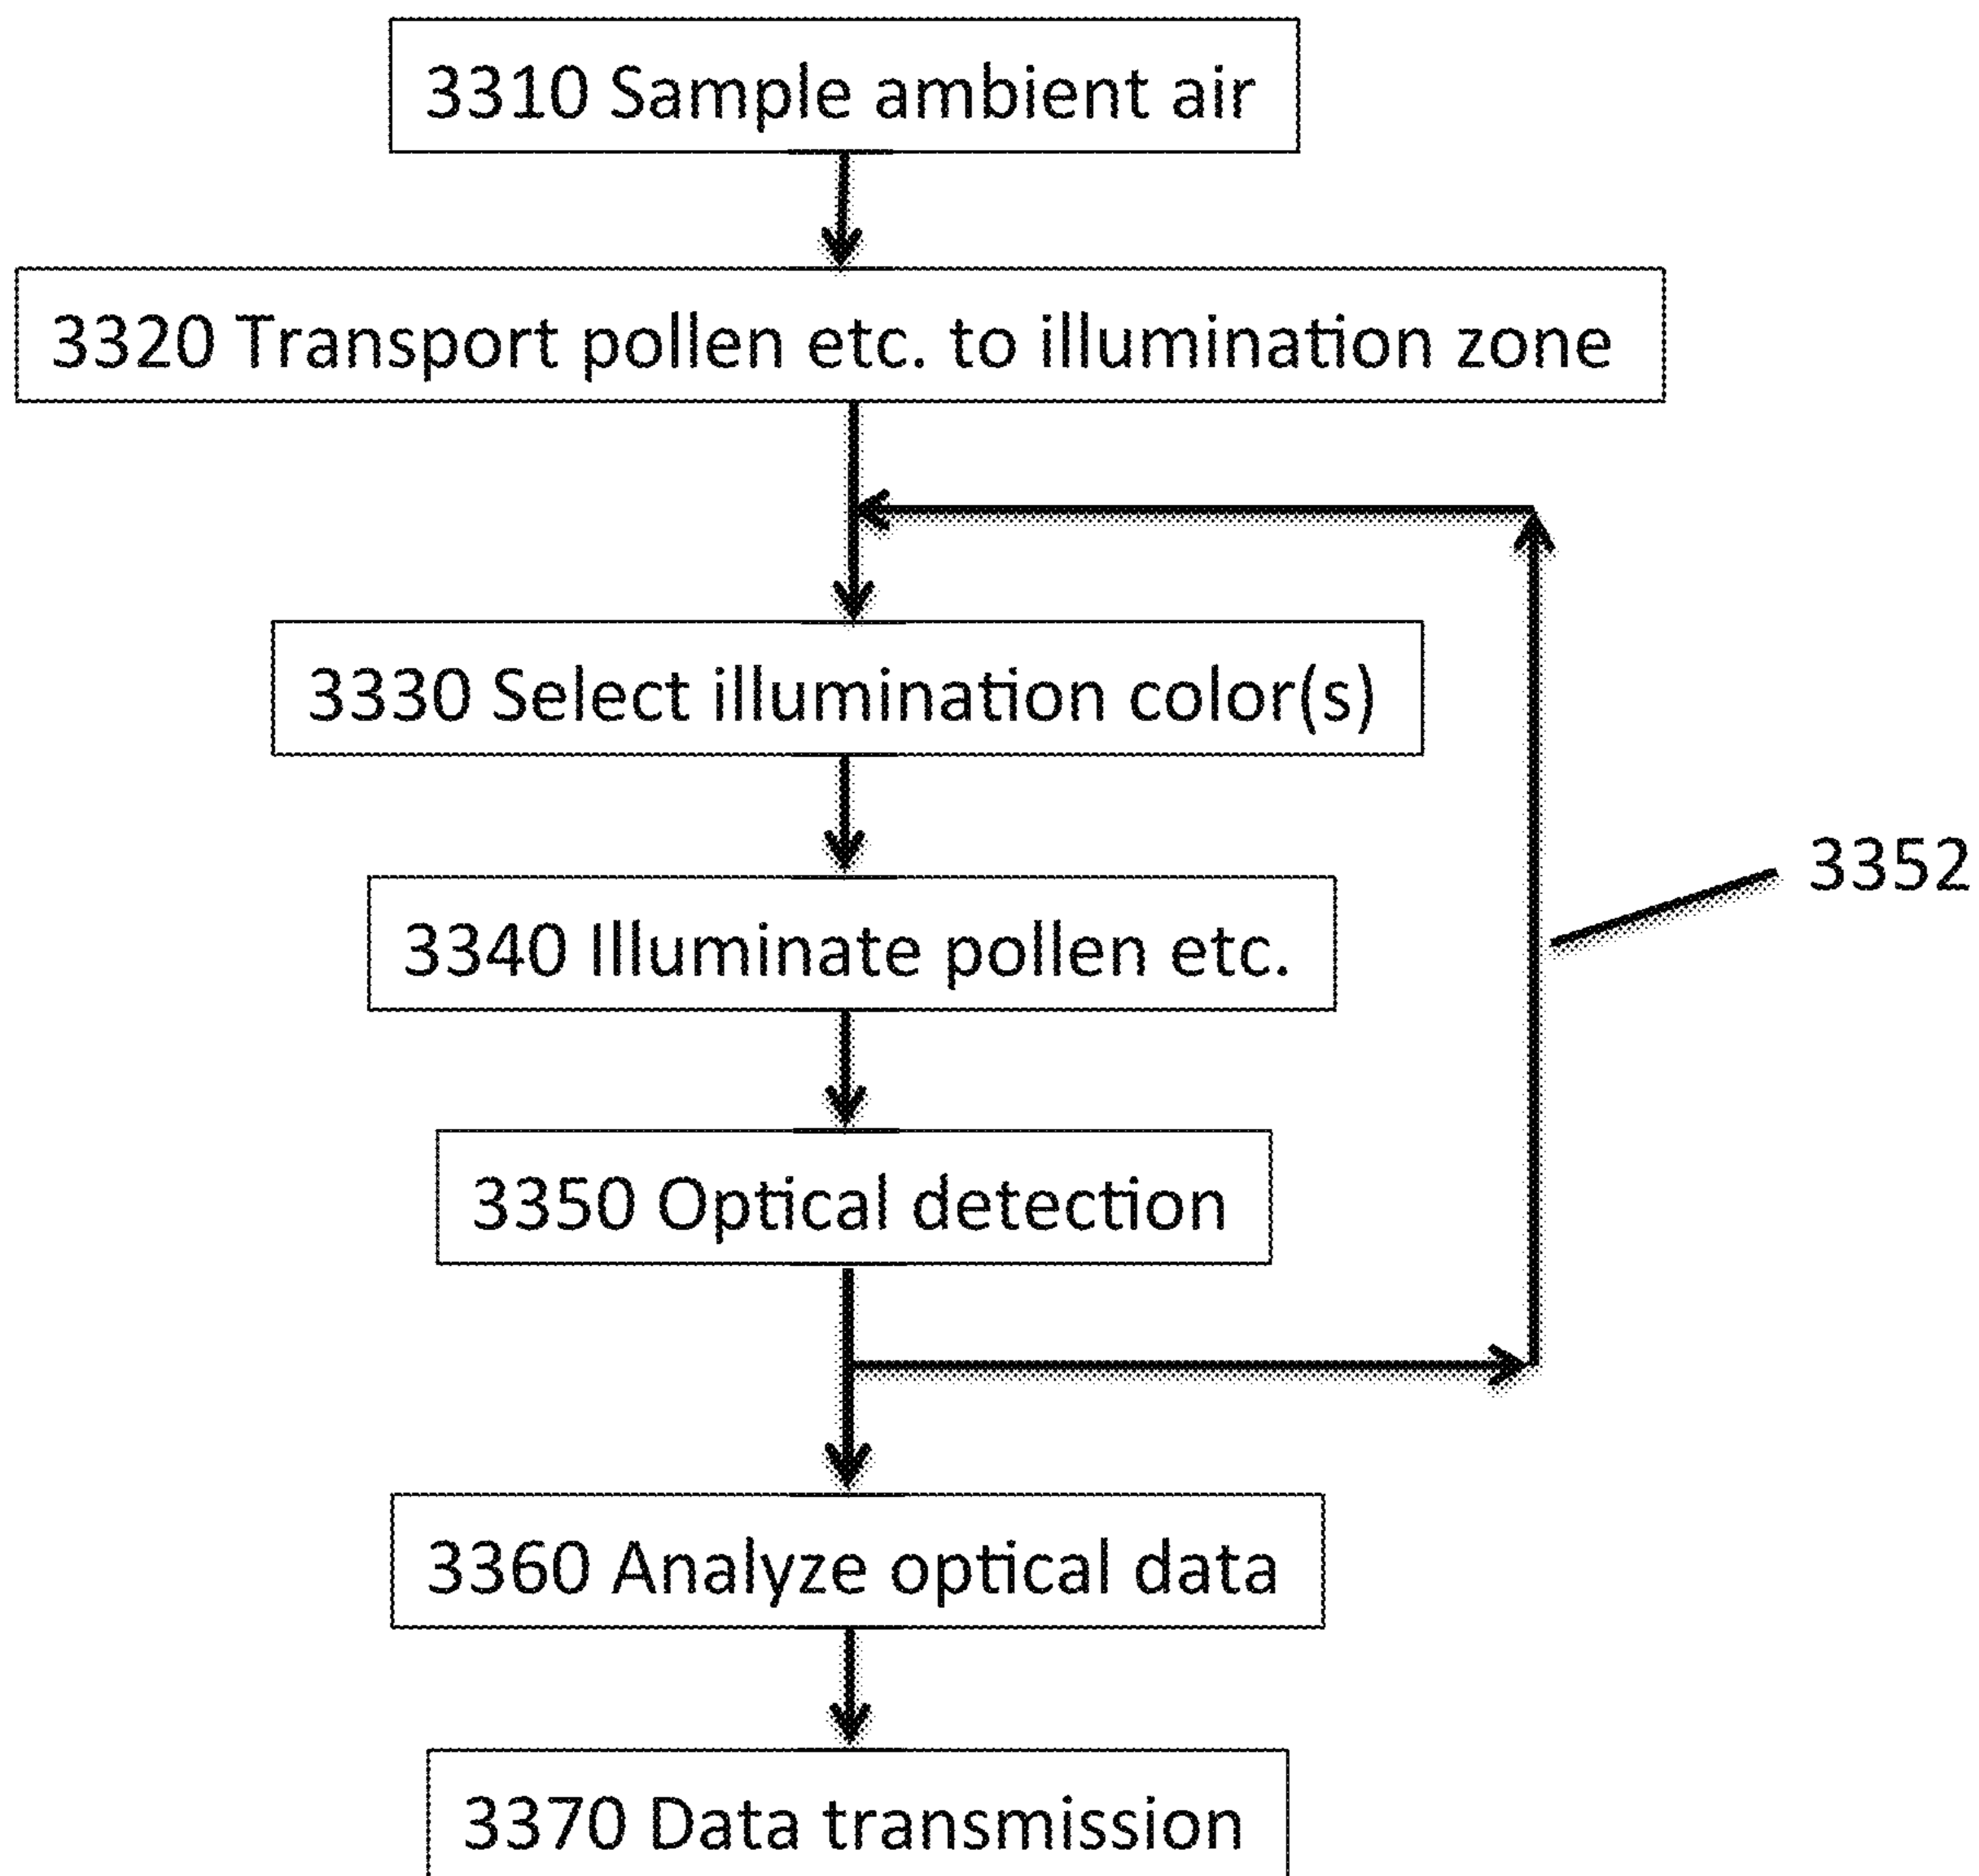 3310 Sample ambient air
3320 Transport pollen etc. to illumination zone
3330 Select illumination color(s)
3352
3340 Illuminate pollen etc.
3350 Optical detection
3360 Analyze optical data
3370 Data transmission